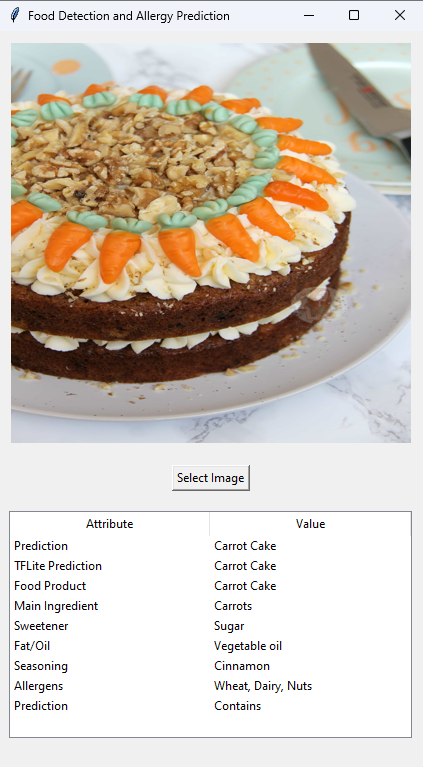 Food Detection and Allergy Prediction
Select Image
Attribute Value
Prediction Carrot Cake
TFLite Prediction Carrot Cake
Food Product Carrot Cake
Main Ingredient Carrots
Sweetener Sugar
Fat/Oil Vegetable oil
Seasoning Cinnamon
Allergens Wheat, Dairy, Nuts
Prediction Contains